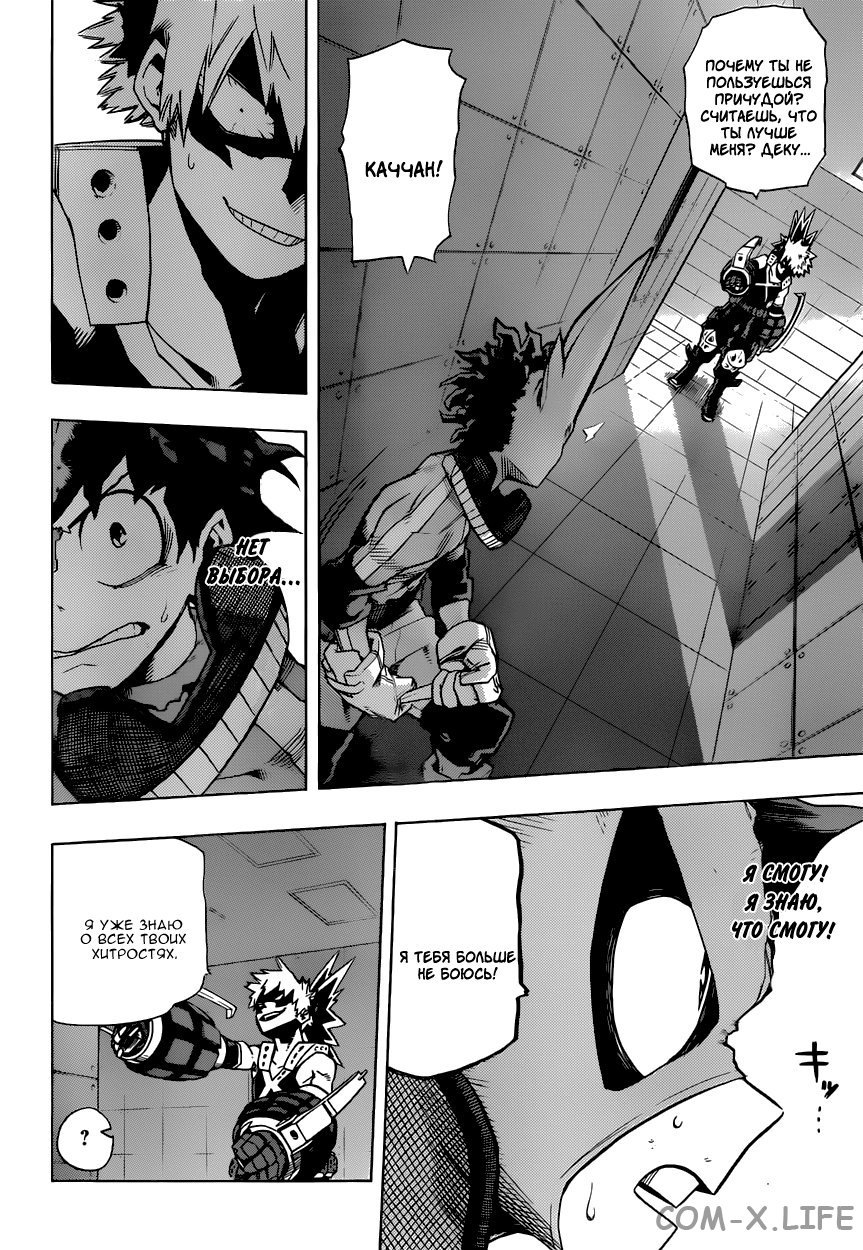 ПОЧЕМУ ТЫ НЕ
ПОЛЬЗУЕШЬСЯ
ПРИЧУДОЙ?
СЧИТАЕШЬ, ЧТО
ТЫ ЛУЧШЕ
МЕНЯ? ДЕКУ...
КАЧЧАН!
НЕТ
ВЫБОРА...
Я СМОГУ!
Я ЗНАЮ,
ЧТО СМОГУ!
Я ТЕБЯ БОЛЬШЕ
НЕ БОЮСЬ!
キッ...
Я УЖЕ ЗНАЮ
О ВСЕХ ТВОИХ
ХИТРОСТЯХ.
?
COM-X.LIFE